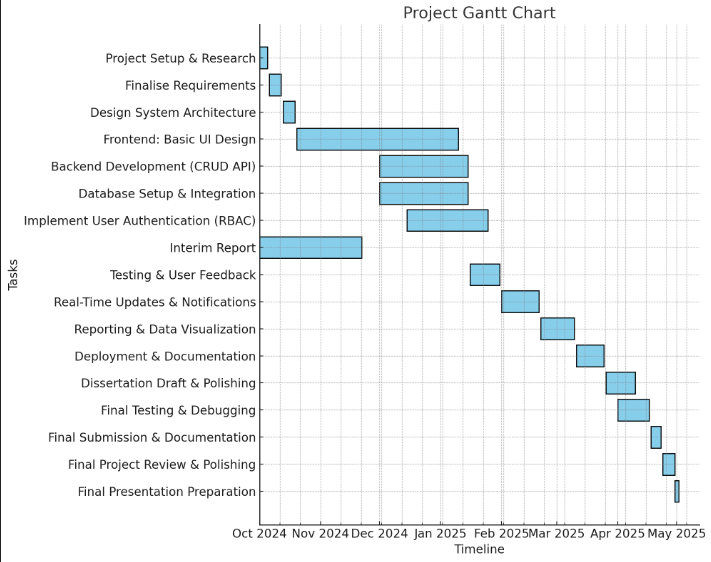 Project Gantt Chart
Project Setup & Research
Finalise Requirements
Design System Architecture
Frontend: Basic UI Design
Backend Development (CRUD API)
Database Setup & Integration
Implement User Authentication (RBAC)
Interim Report
Testing & User Feedback
Real-Time Updates & Notifications
Reporting & Data Visualization
Deployment & Documentation
Dissertation Draft & Polishing
Final Testing & Debugging
Final Submission & Documentation
Final Project Review & Polishing
Final Presentation Preparation
Tasks
Oct 2024 Nov 2024 Dec 2024 Jan 2025 Feb 2025 Mar 2025 Apr 2025 May 2025
Timeline